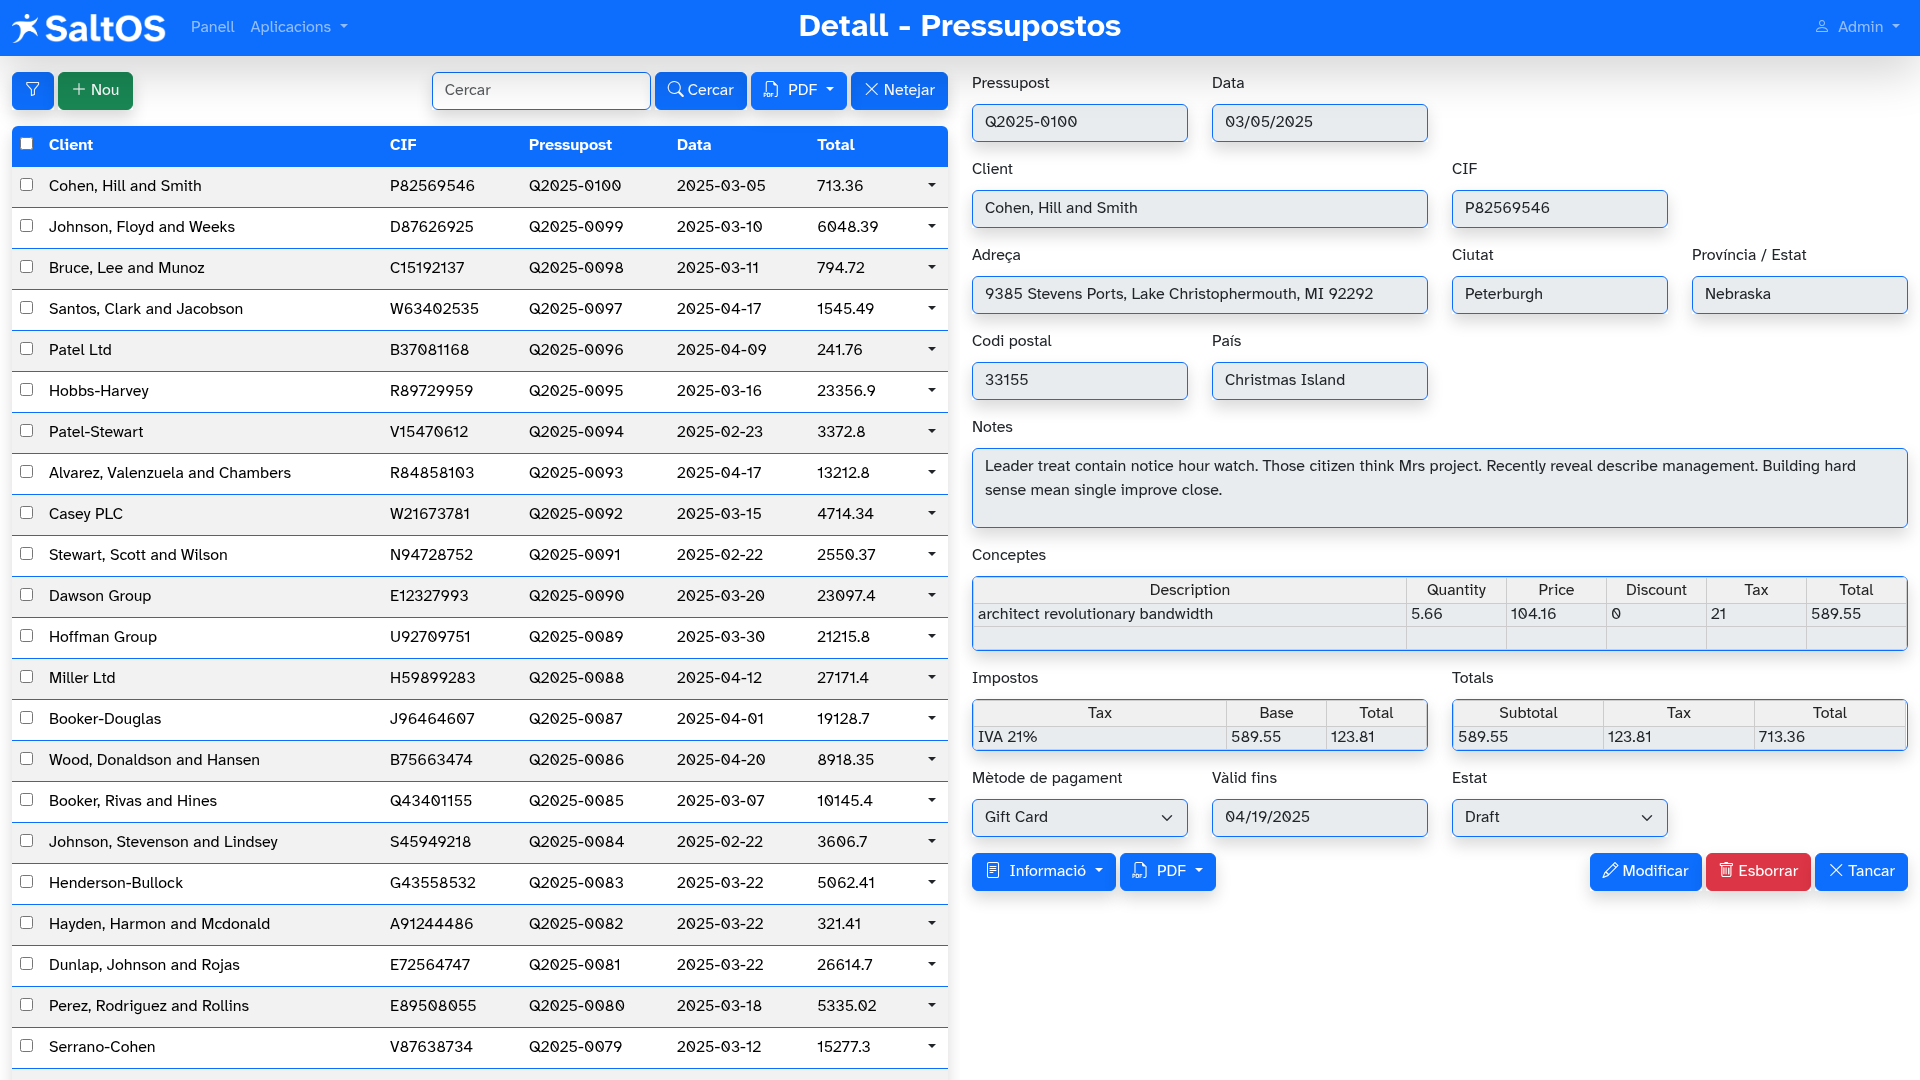 SaltOS Panell Aplicacions Detall - Pressupostos Admin
Nou Cercar Cercar PDF Netejar
Client CIF Pressupost Data Total
Cohen, Hill and Smith P82569546 Q2025-0100 2025-03-05 713.36
Johnson, Floyd and Weeks D87626925 Q2025-0099 2025-03-10 6048.39
Bruce, Lee and Munoz C15192137 Q2025-0098 2025-03-11 794.72
Santos, Clark and Jacobson W63402535 Q2025-0097 2025-04-17 1545.49
Patel Ltd B37081168 Q2025-0096 2025-04-09 241.76
Hobbs-Harvey R89729959 Q2025-0095 2025-03-16 23356.9
Patel-Stewart V15470612 Q2025-0094 2025-02-23 3372.8
Alvarez, Valenzuela and Chambers R84858103 Q2025-0093 2025-04-17 13212.8
Casey PLC W21673781 Q2025-0092 2025-03-15 4714.34
Stewart, Scott and Wilson N94728752 Q2025-0091 2025-02-22 2550.37
Dawson Group E12327993 Q2025-0090 2025-03-20 23097.4
Hoffman Group U92709751 Q2025-0089 2025-03-30 21215.8
Miller Ltd H59899283 Q2025-0088 2025-04-12 27171.4
Booker-Douglas J96464607 Q2025-0087 2025-04-01 19128.7
Wood, Donaldson and Hansen B75663474 Q2025-0086 2025-04-20 8918.35
Booker, Rivas and Hines Q43401155 Q2025-0085 2025-03-07 10145.4
Johnson, Stevenson and Lindsey S45949218 Q2025-0084 2025-02-22 3606.7
Henderson-Bullock G43558532 Q2025-0083 2025-03-22 5062.41
Hayden, Harmon and Mcdonald A91244486 Q2025-0082 2025-03-22 321.41
Dunlap, Johnson and Rojas E72564747 Q2025-0081 2025-03-22 26614.7
Perez, Rodriguez and Rollins E89508055 Q2025-0080 2025-03-18 5335.02
Serrano-Cohen V87638734 Q2025-0079 2025-03-12 15277.3
Pressupost Data
Q2025-0100 03/05/2025
Client CIF
Cohen, Hill and Smith P82569546
Adreça Ciutat Província / Estat
9385 Stevens Ports, Lake Christophermouth, MI 92292 Peterburgh Nebraska
Codi postal País
33155 Christmas Island
Notes
Leader treat contain notice hour watch. Those citizen think Mrs project. Recently reveal describe management. Building hard
sense mean single improve close.
Conceptes
Description Quantity Price Discount Tax Total
architect revolutionary bandwidth 5.66 104.16 0 21 589.55
Impostos Totals
Tax Base Total Subtotal Tax Total
IVA 21% 589.55 123.81 589.55 123.81 713.36
Mètode de pagament Vàlid fins Estat
Gift Card 04/19/2025 Draft
Informació PDF Modificar Esborrar Tancar